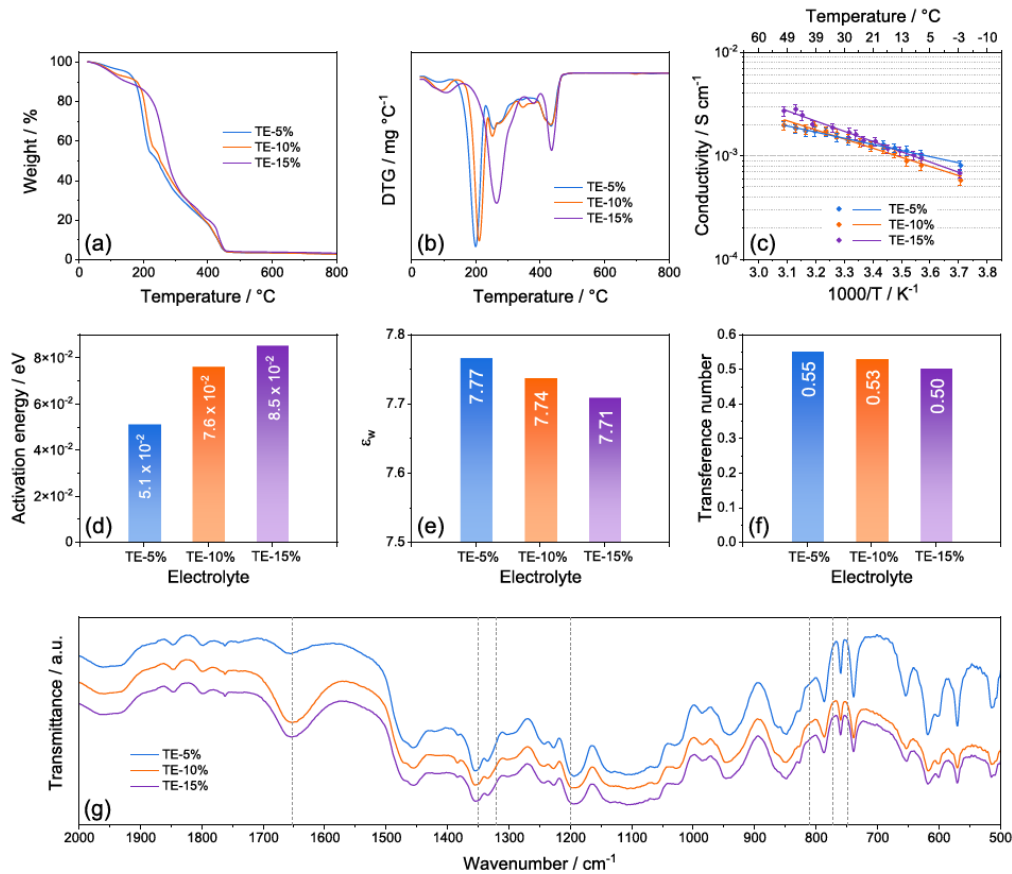 Temperature / °C
60 49 39 30 21 13 5 -3 -10
100
80
60
40
20
0
Weight / %
TE-5%
TE-10%
TE-15%
(a)
0 200 400 600 800
Temperature / °C
DTG / mg °C⁻¹
TE-5%
TE-10%
TE-15%
(b)
0 200 400 600 800
Temperature / °C
10⁻²
10⁻³
10⁻⁴
Conductivity / S cm⁻¹
TE-5%
TE-10%
TE-15%
(c)
3.0 3.1 3.2 3.3 3.4 3.5 3.6 3.7 3.8
1000/T / K⁻¹
8×10⁻²
6×10⁻²
4×10⁻²
2×10⁻²
0
Activation energy / eV
5.1 x 10⁻²
7.6 x 10⁻²
8.5 x 10⁻²
(d)
TE-5% TE-10% TE-15%
Electrolyte
7.8
7.7
7.6
7.5
εw
7.77
7.74
7.71
(e)
TE-5% TE-10% TE-15%
Electrolyte
0.6
0.5
0.4
0.3
0.2
0.1
0.0
Transference number
0.55
0.53
0.50
(f)
TE-5% TE-10% TE-15%
Electrolyte
Transmittance / a.u.
TE-5%
TE-10%
TE-15%
(g)
2000 1900 1800 1700 1600 1500 1400 1300 1200 1100 1000 900 800 700 600 500
Wavenumber / cm⁻¹